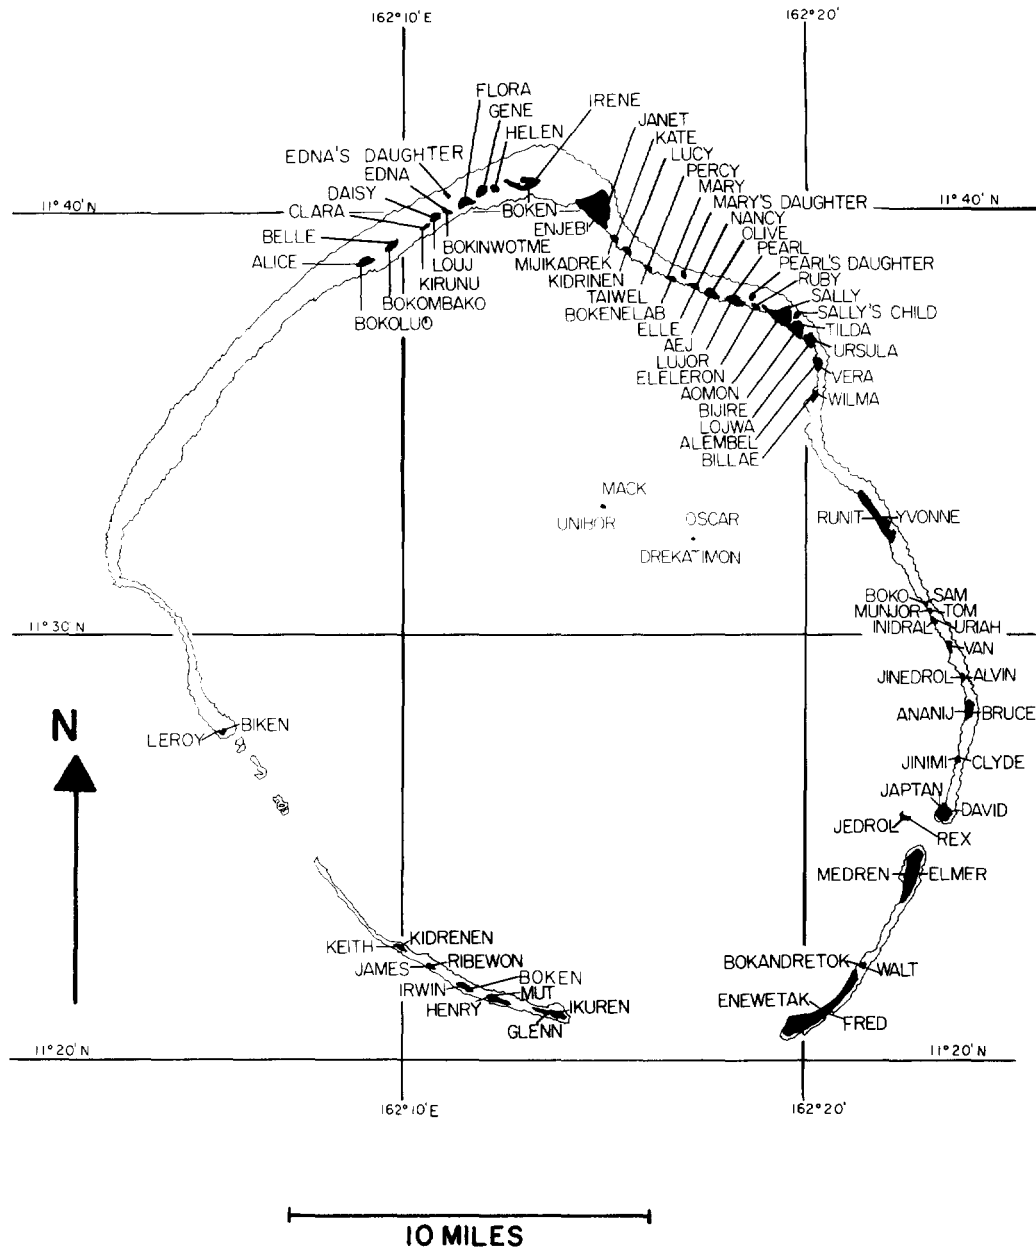 162° 10' E
162° 20'
FLORA
GENE
HELEN
IRENE
JANET
KATE
LUCY
PERCY
MARY
MARY'S DAUGHTER
NANCY
OLIVE
PEARL
PEARL'S DAUGHTER
RUBY
SALLY
SALLY'S CHILD
TILDA
URSULA
VERA
WILMA
EDNA'S DAUGHTER
EDNA
DAISY
CLARA
BELLE
ALICE
11° 40' N
11° 40' N
BOKEN
ENJEBI
BOKINWOTME
LOUJ
KIRUNU
BOKOMBAKO
BOKOLUO
MIJIKADREK
KIDRINEN
TAIWEL
BOKENELAB
ELLE
AEJ
LUJOR
ELELERON
AOMON
BIJIRE
LOJWA
ALEMBEL
BILLAE
MACK
UNIBOR
OSCAR
DREKATIMON
RUNIT YVONNE
BOKO SAM
MUNJOR TOM
INIDRAL URIAH
11° 30' N
VAN
JINEDROL ALVIN
ANANIJ BRUCE
N
LEROY BIKEN
JINIMI CLYDE
JAPTAN
DAVID
JEDROL
REX
MEDREN ELMER
KEITH KIDRENEN
JAMES RIBEWON
IRWIN BOKEN
HENRY MUT
GLENN IKUREN
BOKANDRETOK WALT
ENEWETAK
FRED
11° 20' N
11° 20' N
162° 10' E
162° 20'
10 MILES